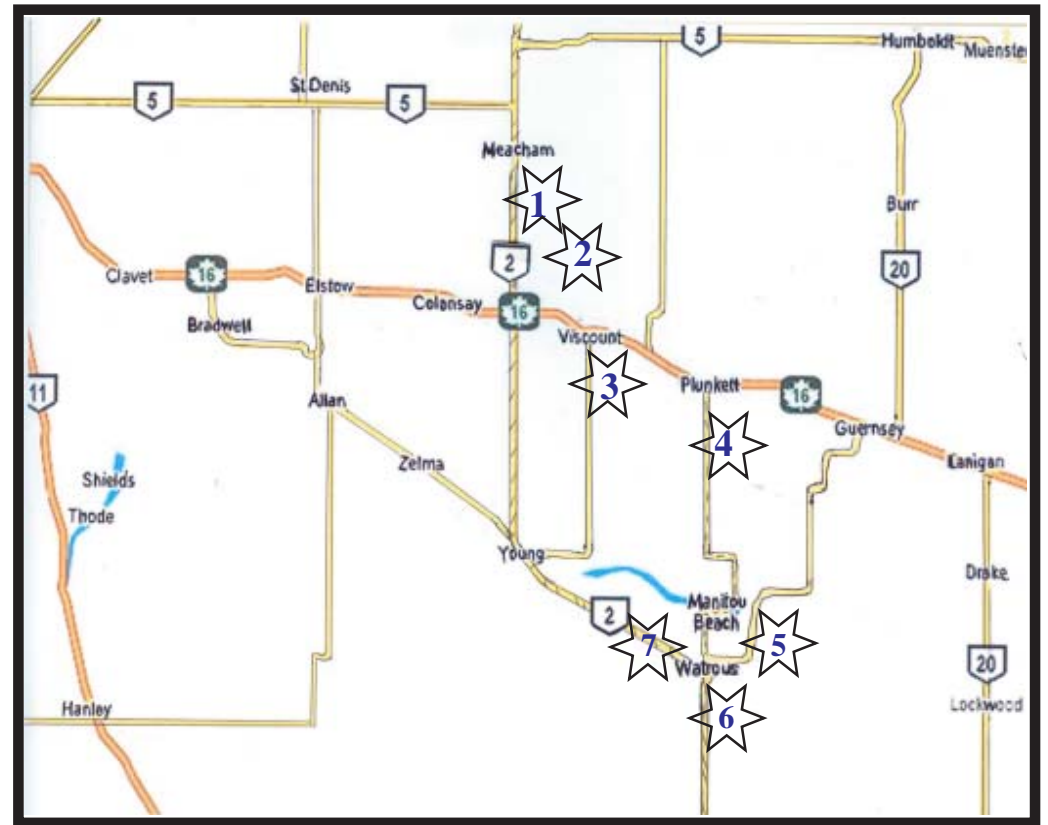 5
Humboldt
Muenste
St.Denis
5
5
Meacham
1
Burr
2
2
20
Clavet
16
Elstow
Colonsay
16
Bradwell
Viscount
3
Plunkett
16
11
Allan
Guernsey
4
Zelma
Lanigan
Shields
Thode
Young
Drake
Manitou
Beach
2
7
5
Watrous
20
Hanley
6
Lockwood